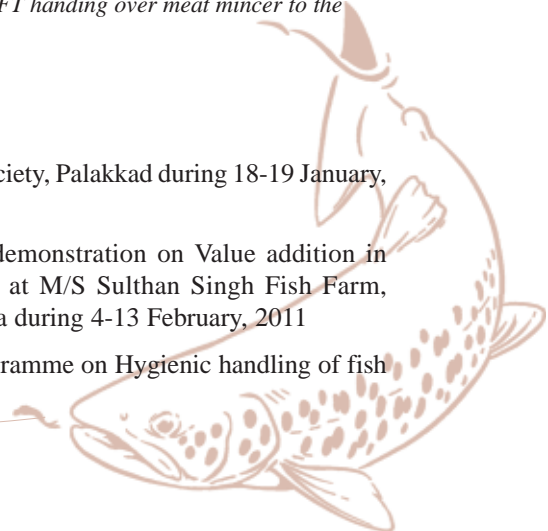 FT handing over meat mincer to the
ciety, Palakkad during 18-19 January,
demonstration on Value addition in
at M/S Sulthan Singh Fish Farm,
a during 4-13 February, 2011
ramme on Hygienic handling of fish